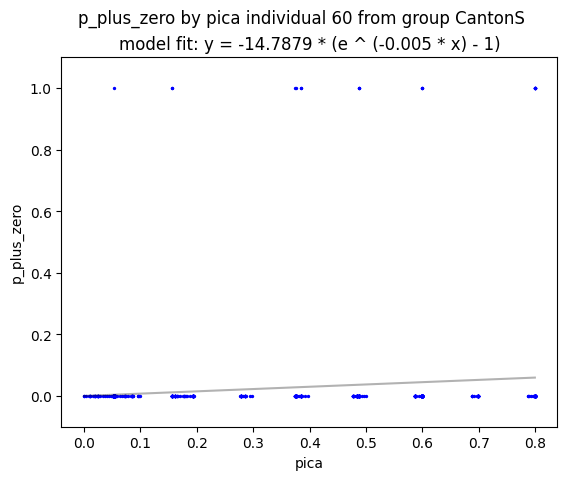 p_plus_zero by pica individual 60 from group CantonS
model fit: y = -14.7879 * (e ^ (-0.005 * x) - 1)
1.0
0.8
0.6
0.4
0.2
0.0
p_plus_zero
0.0 0.1 0.2 0.3 0.4 0.5 0.6 0.7 0.8
pica